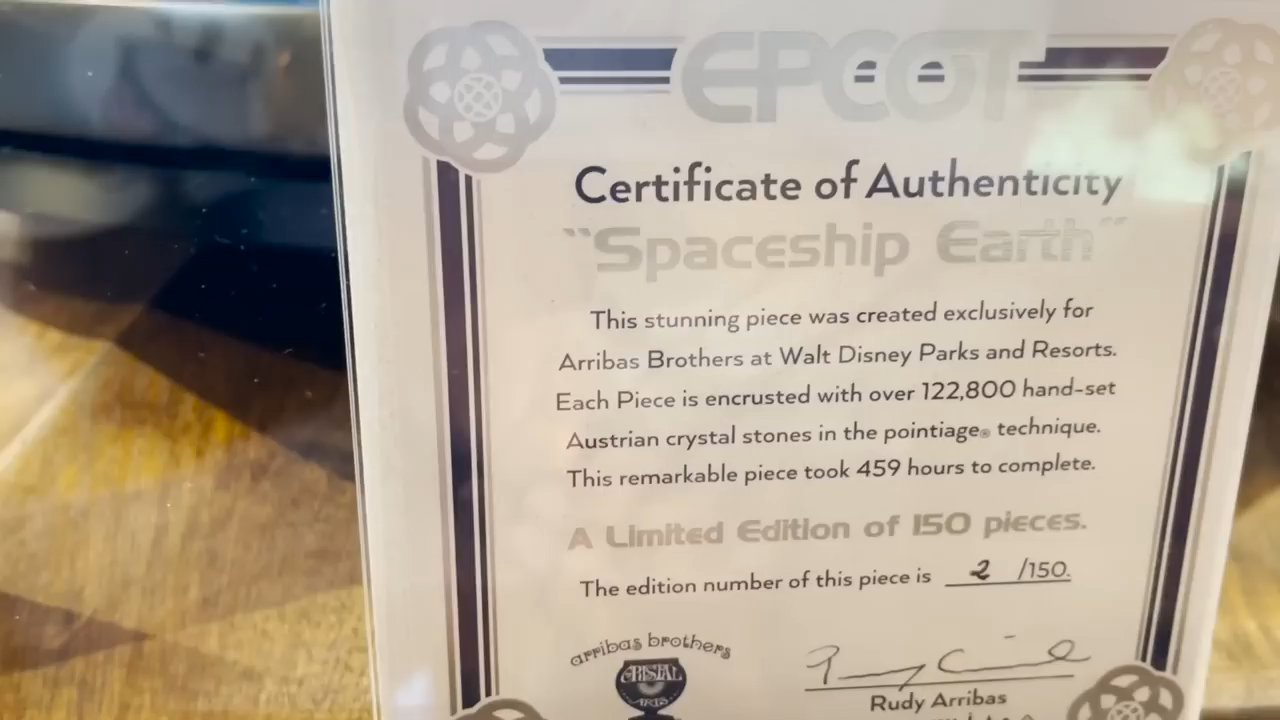 EPCOT
Certificate of Authenticity
"Spaceship Earth"
This stunning piece was created exclusively for
Arribas Brothers at Walt Disney Parks and Resorts.
Each Piece is encrusted with over 122,800 hand-set
Austrian crystal stones in the pointiage® technique.
This remarkable piece took 459 hours to complete.
A Limited Edition of 150 pieces.
The edition number of this piece is 2 /150.
arribas brothers
CRYSTAL
ARTS
Rudy Arribas